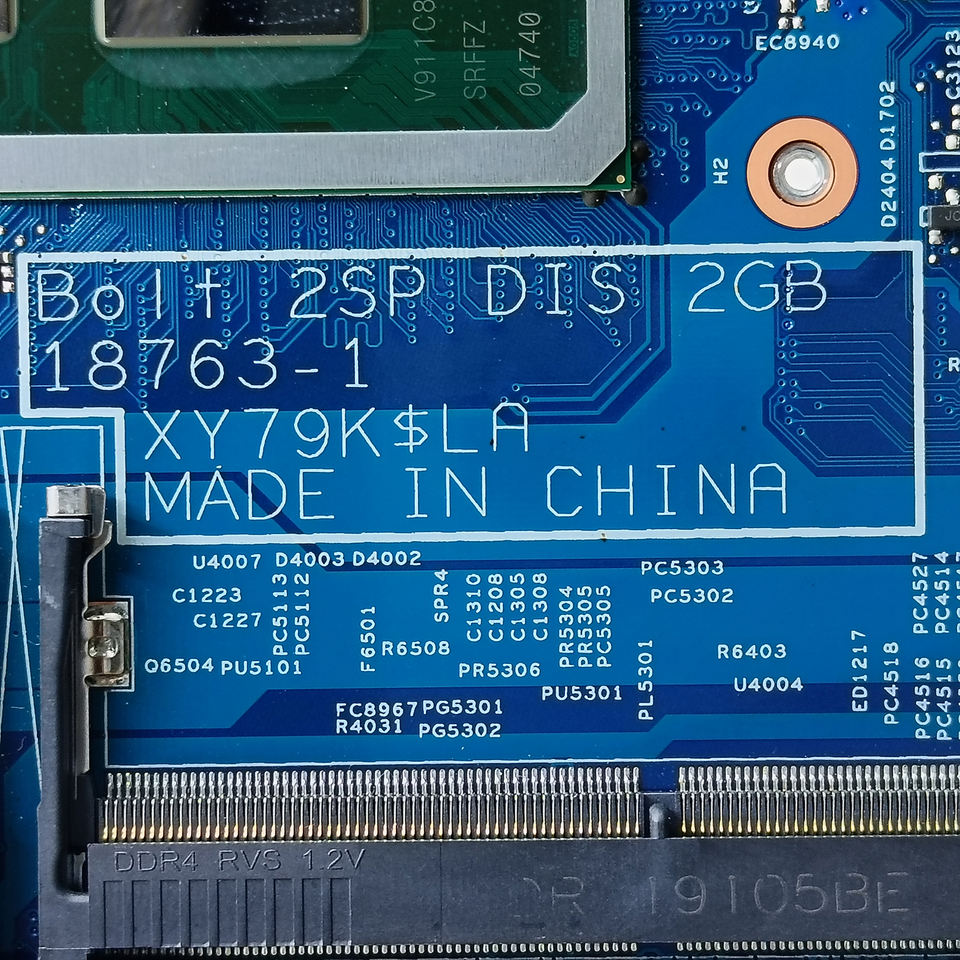 V911C8
SRFFZ
04740
EC8940
C3123
D2404 D1702
H2
Bolt 2SP DIS 2GB
18763-1
XY79K$LA
MADE IN CHINA
U4007 D4003 D4002
PC5303
C1223
PC5302
C1227
PC5113
PC5112
F6501
R6508
SPR4
C1310
C1208
C1305
C1308
PR5304
PR5305
PC5305
PC4527
PC4514
R6403
Q6504 PU5101
PR5306
PU5301
PL5301
U4004
ED1217
PC4518
PC4516
PC4515
FC8967 PG5301
R4031 PG5302
DDR4 RVS 1.2V
19105BE